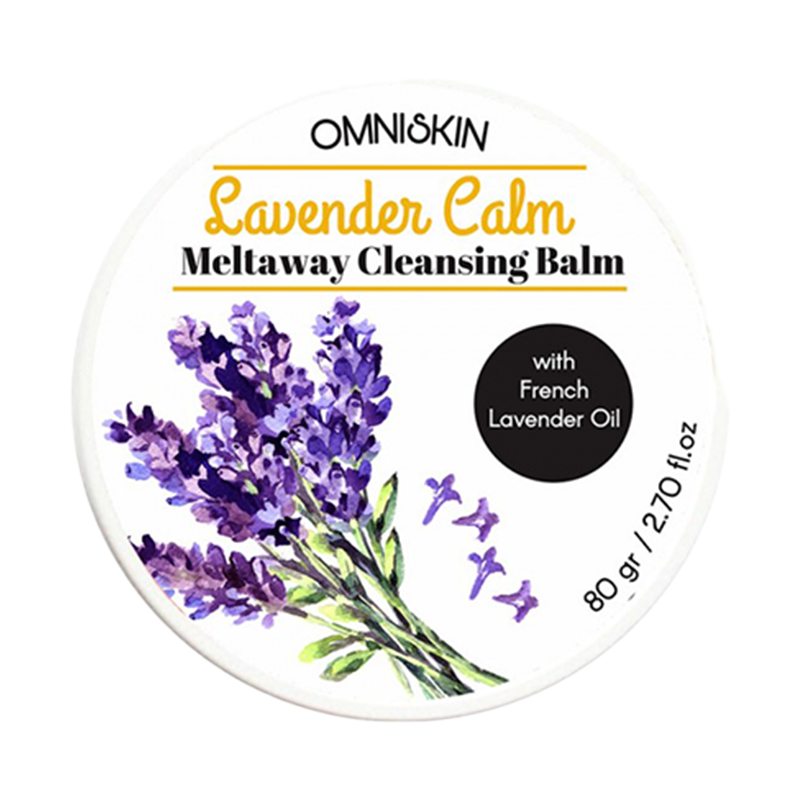 OMNISKIN
Lavender Calm
Meltaway Cleansing Balm
with
French
Lavender Oil
80 gr / 2.70 fl.oz